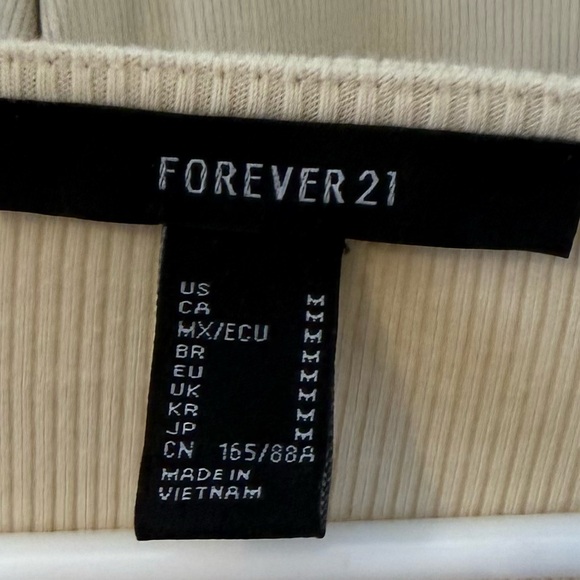 FOREVER 21
US M
CA M
MX/ECU M
BR M
EU M
UK M
KR M
JP M
CN 165/88A
MADE IN
VIETNAM